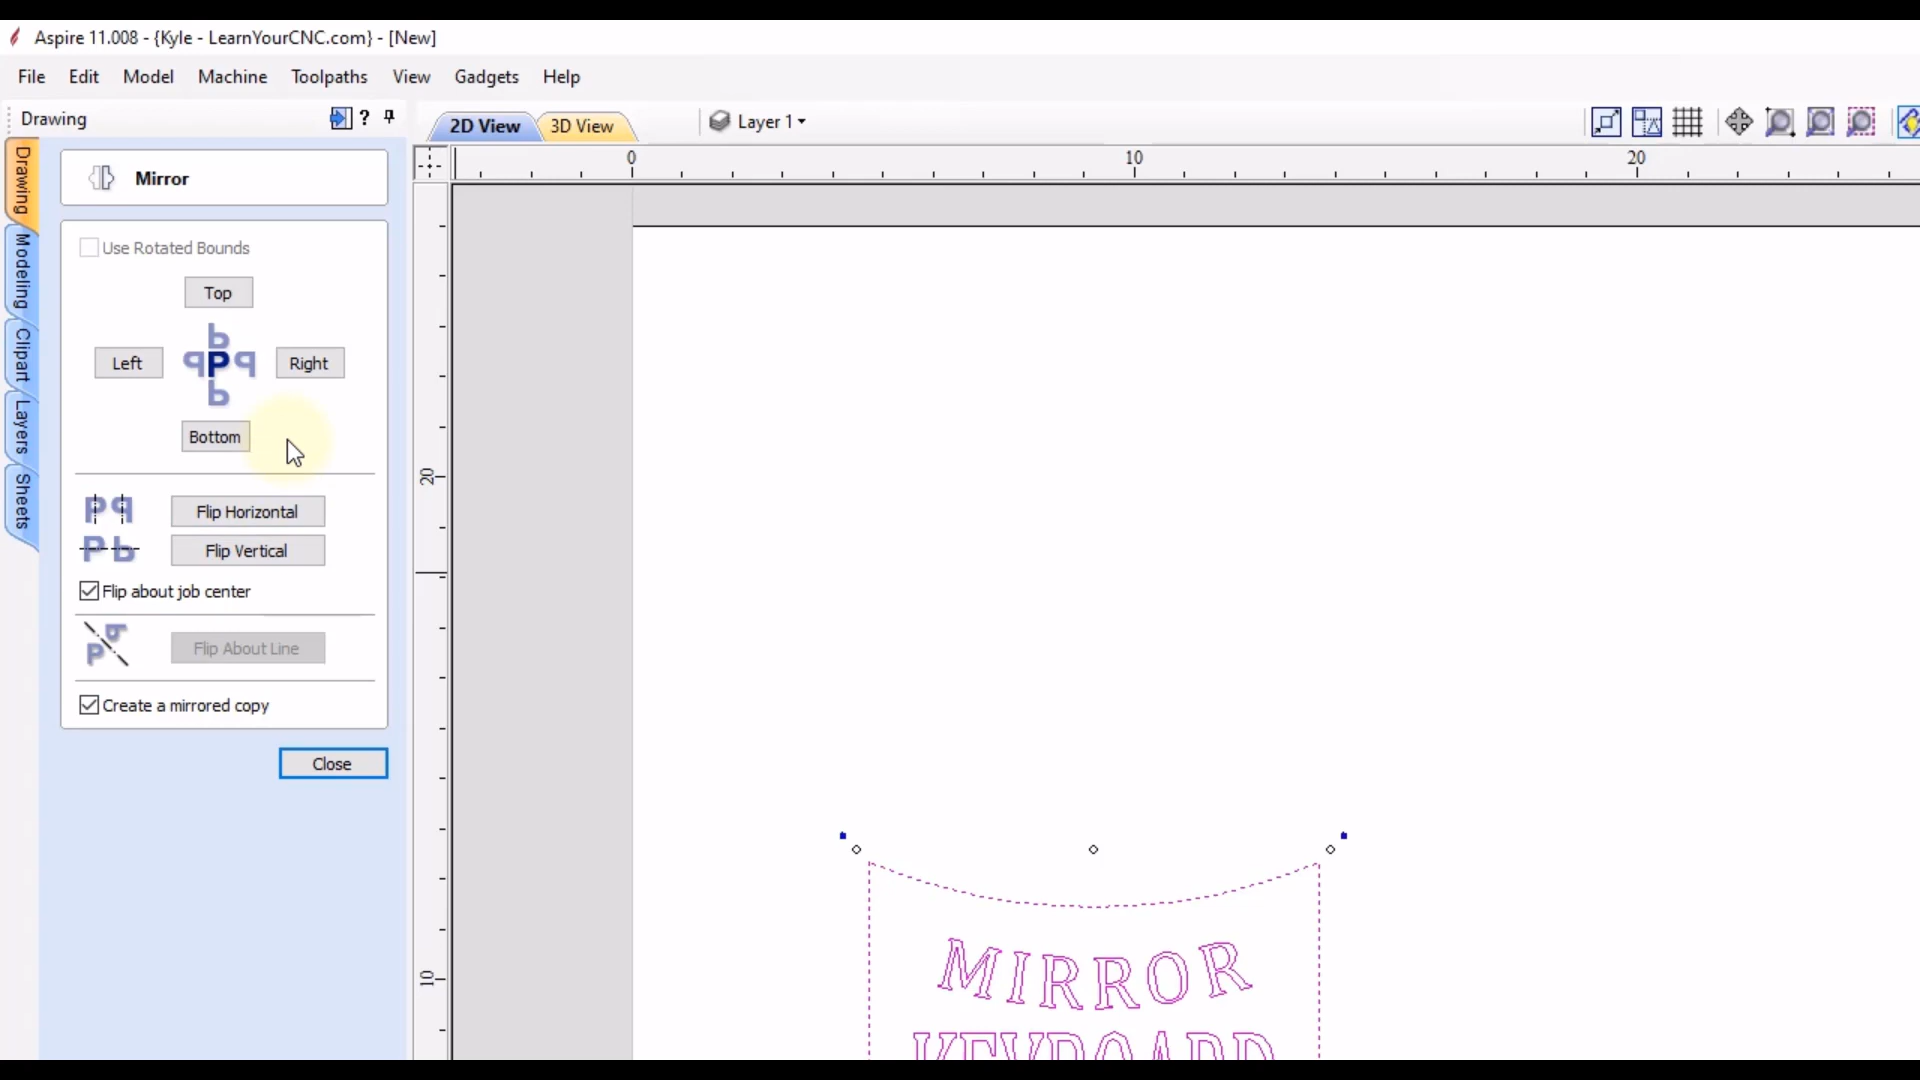 Aspire 11.008 - {Kyle - LearnYourCNC.com} - [New]
File Edit Model Machine Toolpaths View Gadgets Help
Drawing ?
2D View 3D View Layer 1
0 10 20
Drawing
Modeling
Clipart
Layers
Sheets
Mirror
Use Rotated Bounds
Top
Left Right
Bottom
Flip Horizontal
Flip Vertical
Flip about job center
Flip About Line
Create a mirrored copy
Close
20
10
MIRROR
KEYBOARD